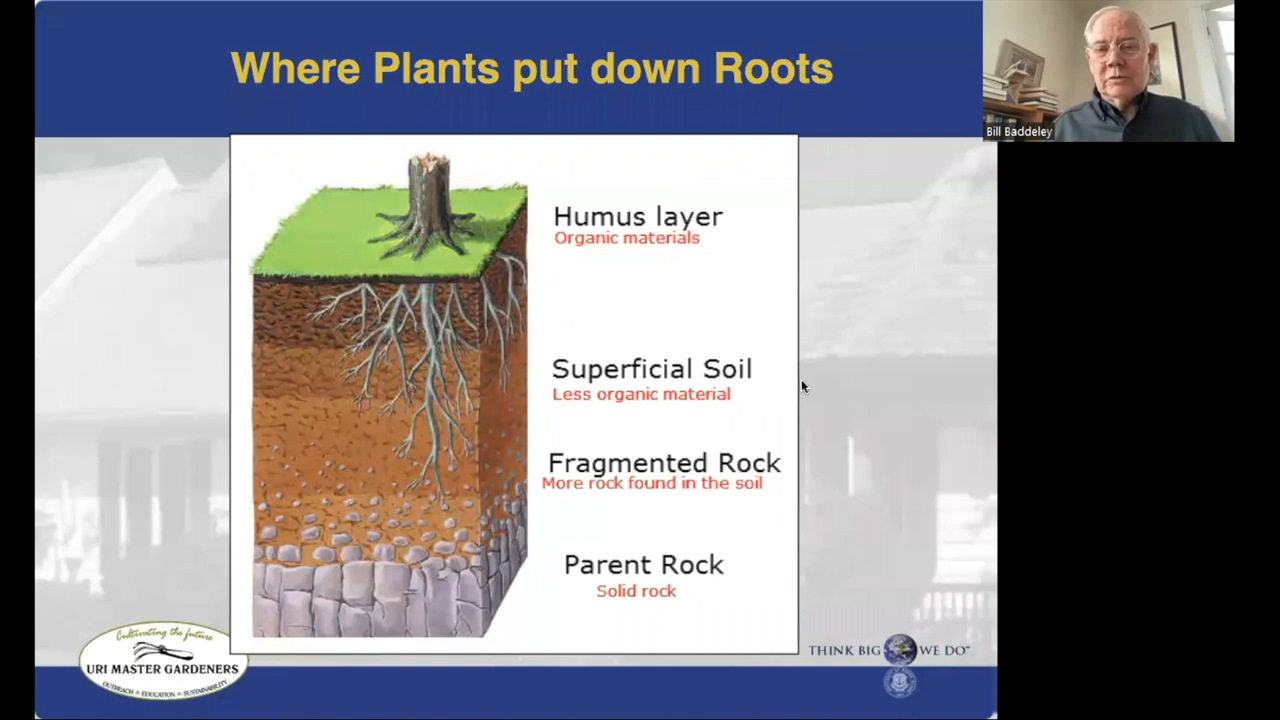 Where Plants put down Roots
Bill Baddeley
Humus layer
Organic materials
Superficial Soil
Less organic material
Fragmented Rock
More rock found in the soil
Parent Rock
Solid rock
Cultivating the future
URI MASTER GARDENERS
OUTREACH EDUCATION SUSTAINABILITY
THINK BIG WE DO℠